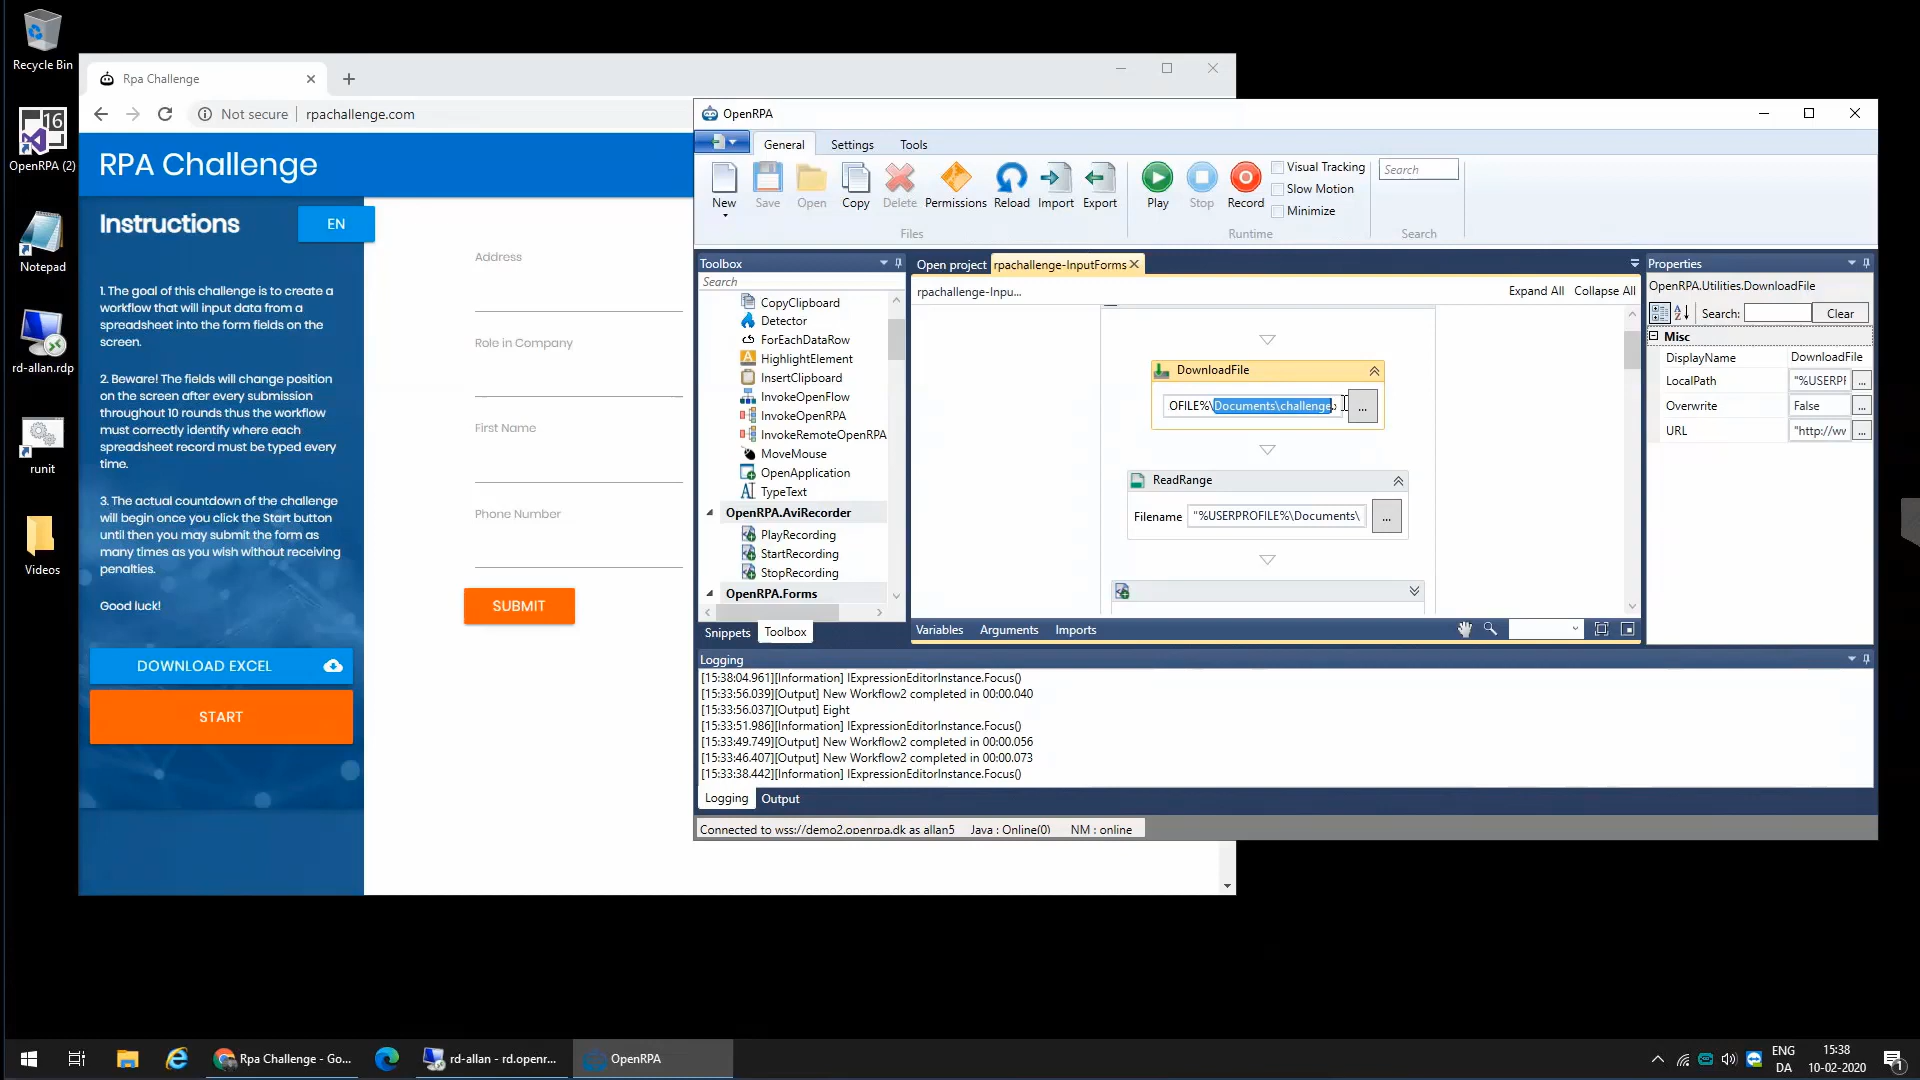 Recycle Bin
OpenRPA (2)
Notepad
rd-allan.rdp
runit
Videos
Rpa Challenge
Not secure
rpachallenge.com
RPA Challenge
Instructions
EN
1. The goal of this challenge is to create a
workflow that will input data from a
spreadsheet into the form fields on the
screen.
2. Beware! The fields will change position
on the screen after every submission
throughout 10 rounds thus the workflow
must correctly identify where each
spreadsheet record must be typed every
time.
3. The actual countdown of the challenge
will begin once you click the Start button
until then you may submit the form as
many times as you wish without receiving
penalties.
Good luck!
DOWNLOAD EXCEL
START
Address
Role in Company
First Name
Phone Number
SUBMIT
OpenRPA
General Settings Tools
New Save Open Copy Delete Permissions Reload Import Export
Files
Play Stop Record
Visual Tracking
Slow Motion
Minimize
Runtime
Search
Search
Toolbox
Search
CopyClipboard
Detector
ForEachDataRow
HighlightElement
InsertClipboard
InvokeOpenFlow
InvokeOpenRPA
InvokeRemoteOpenRPA
MoveMouse
OpenApplication
TypeText
OpenRPA.AviRecorder
PlayRecording
StartRecording
StopRecording
OpenRPA.Forms
Snippets Toolbox
Open project rpachallenge-InputForms
rpachallenge-Inpu...
Expand All Collapse All
DownloadFile
OFILE%\Documents\challenge.
...
ReadRange
Filename "%USERPROFILE%\Documents\
...
Variables Arguments Imports
Properties
OpenRPA.Utilities.DownloadFile
Search: Clear
Misc
DisplayName DownloadFile
LocalPath "%USERPI ...
Overwrite False ...
URL "http://wv ...
Logging
[15:38:04.961][Information] IExpressionEditorInstance.Focus()
[15:33:56.039][Output] New Workflow2 completed in 00:00.040
[15:33:56.037][Output] Eight
[15:33:51.986][Information] IExpressionEditorInstance.Focus()
[15:33:49.749][Output] New Workflow2 completed in 00:00.056
[15:33:46.407][Output] New Workflow2 completed in 00:00.073
[15:33:38.442][Information] IExpressionEditorInstance.Focus()
Logging Output
Connected to wss://demo2.openrpa.dk as allan5 Java : Online(0) NM : online
Rpa Challenge - Go...
rd-allan - rd.openr...
OpenRPA
ENG
DA
15:38
10-02-2020
1